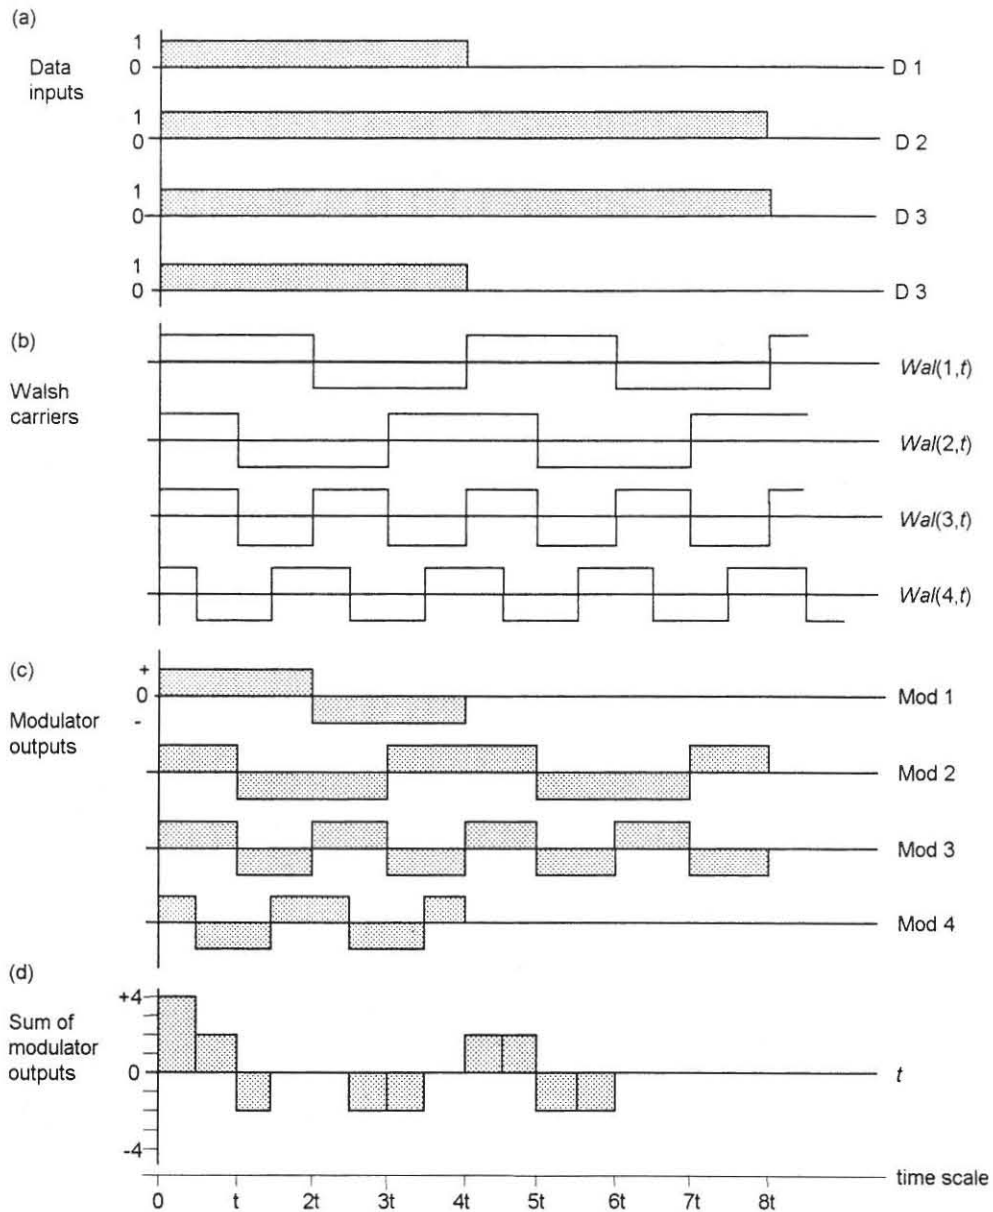 (a)
Data
inputs
1
0
D 1
1
0
D 2
1
0
D 3
1
0
D 3
(b)
Walsh
carriers
Wal(1,t)
Wal(2,t)
Wal(3,t)
Wal(4,t)
(c)
Modulator
outputs
+
0
-
Mod 1
Mod 2
Mod 3
Mod 4
(d)
Sum of
modulator
outputs
+4
0
-4
t
time scale
0 t 2t 3t 4t 5t 6t 7t 8t